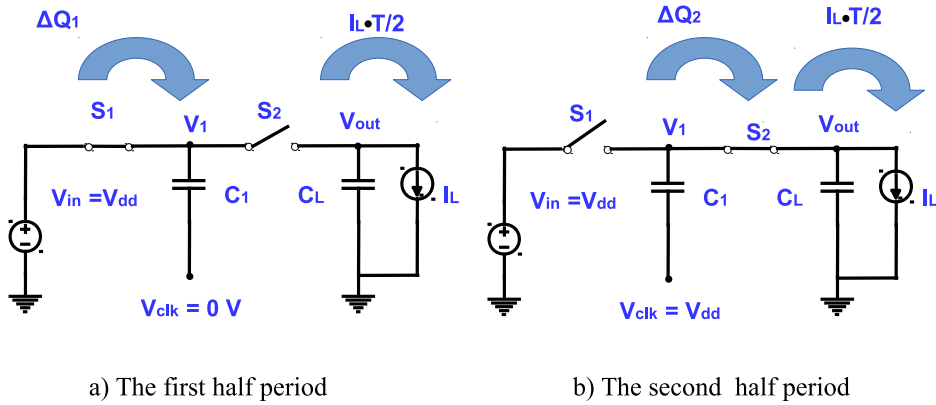 ΔQ1
IL•T/2
S1
S2
V1
Vout
Vin =Vdd
C1
CL
IL
Vclk = 0 V
a) The first half period
ΔQ2
IL•T/2
S1
V1
S2
Vout
Vin =Vdd
C1
CL
IL
Vclk = Vdd
b) The second half period